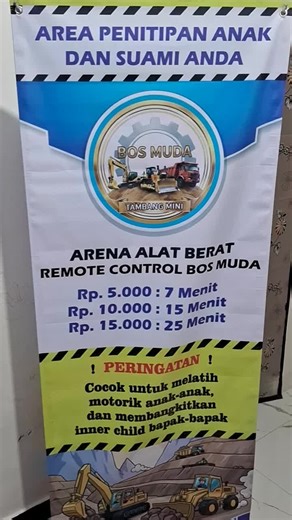 AREA PENITIPAN ANAK
DAN SUAMI ANDA
BOS MUDA
TAMBANG MINI
ARENA ALAT BERAT
REMOTE CONTROL BOS MUDA
Rp. 5.000 : 7 Menit
Rp. 10.000 : 15 Menit
Rp. 15.000 : 25 Menit
! PERINGATAN !
Cocok untuk melatih
motorik anak-anak,
dan membangkitkan
inner child bapak-bapak